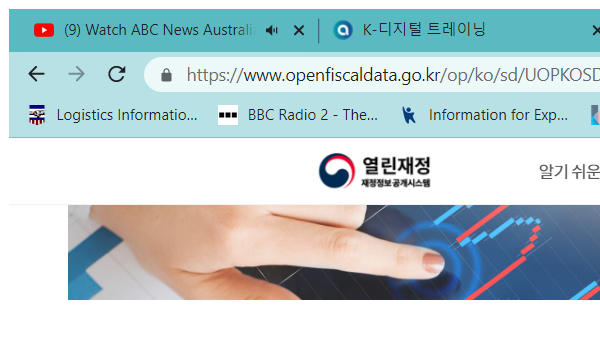 (9) Watch ABC News Australia
K-디지털 트레이닝
https://www.openfiscaldata.go.kr/op/ko/sd/UOPKOSD
Logistics Informatio...
BBC Radio 2 - The...
Information for Exp...
열린재정
재정정보공개시스템
알기 쉬운